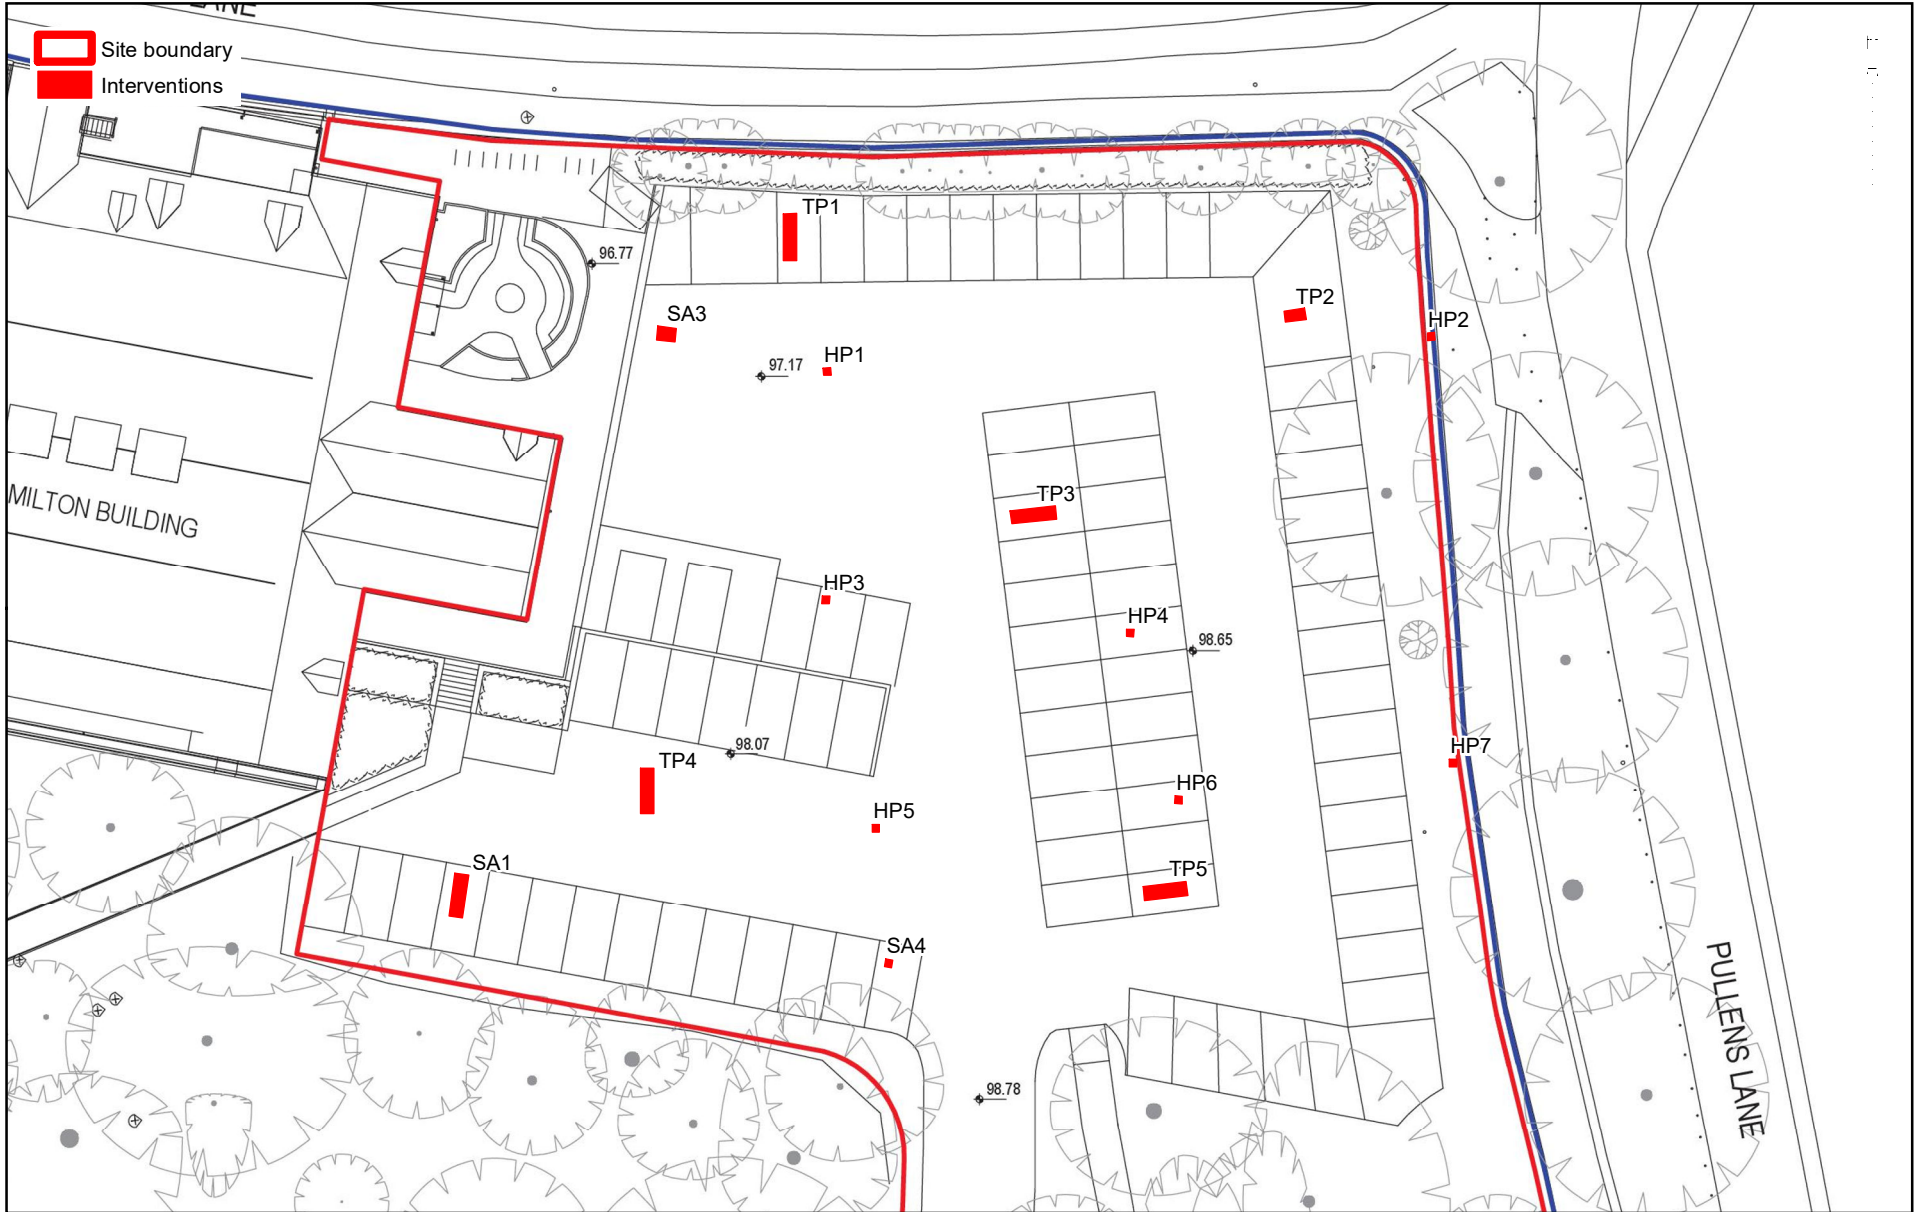 LANE
Site boundary
Interventions
TP1
96.77
TP2
SA3
HP2
HP1
97.17
TP3
MILTON BUILDING
HP3
HP4
98.65
98.07
HP7
TP4
HP6
HP5
SA1
TP5
SA4
PULLENS LANE
98.78